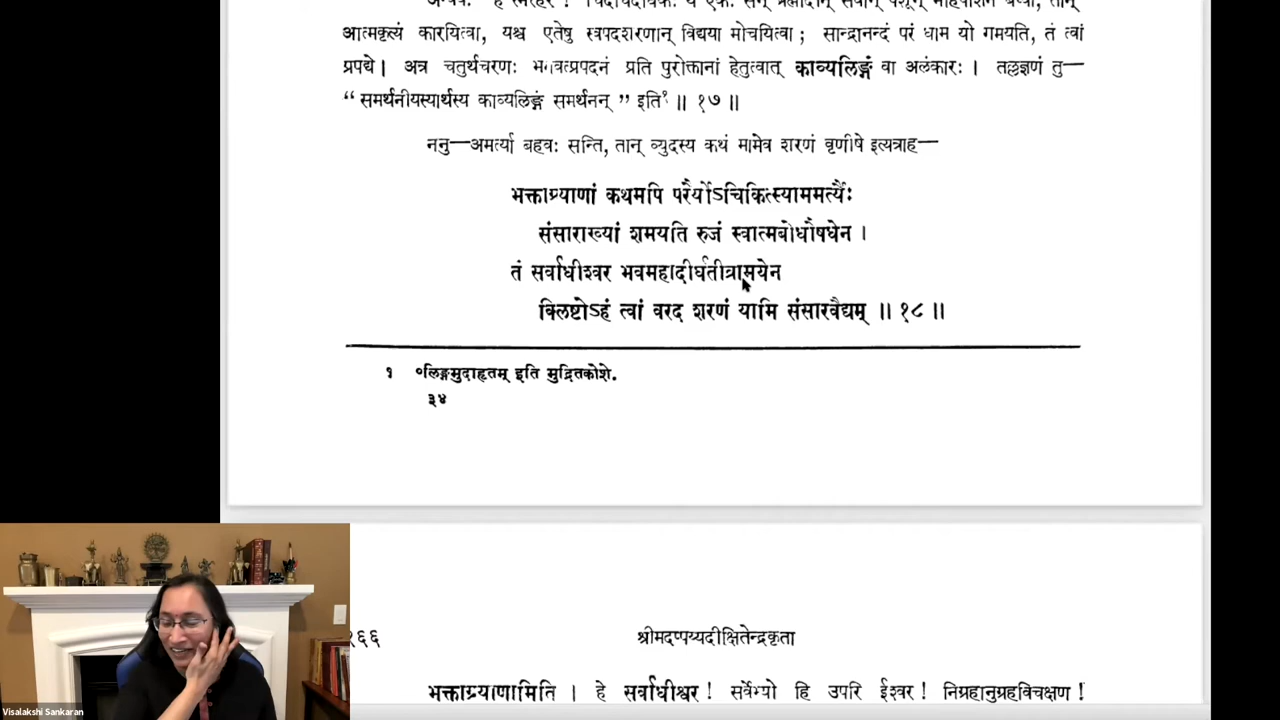 आत्मकृत्यं कारयित्वा, यश्च एतेषु स्वपदशरणान् विद्यया मोचयित्वा ; सान्द्रानन्दं परं धाम यो गमयति, तं त्वां
प्रपद्ये । अत्र चतुर्थचरणः प्रति पुरोक्तानां हेतुत्वात् काव्यलिङ्गं वा अलंकारः । तल्लक्षणं तु—
“ समर्थनीयस्यार्थस्य काव्यलिङ्गं समर्थनम् ” इति१ ॥ १७ ॥
ननु—अमर्त्या बहवः सन्ति, तान् व्युदस्य कथं मामेव शरणं वृणीषे इत्यत्राह—
भक्ताग्र्याणां कथमपि परैर्योऽचिकित्स्याममर्त्यैः
संसाराख्यां शमयति रुजं स्वात्मबोधौषधेन ।
तं सर्वाधीश्वर भवमहादीर्घतीव्रामयेन
क्लिष्टोऽहं त्वां वरद शरणं यामि संसारवैद्यम् ॥ १८ ॥
१ ०लिङ्गमुदाहृतम् इति मुद्रितकोशे.
३४
२६६
श्रीमदप्पय्यदीक्षितेन्द्रकृता
भक्ताग्र्याणामिति । हे सर्वाधीश्वर ! सर्वेभ्यो हि उपरि ईश्वर ! निग्रहानुग्रहविचक्षण !
Visalakshi Sankaran